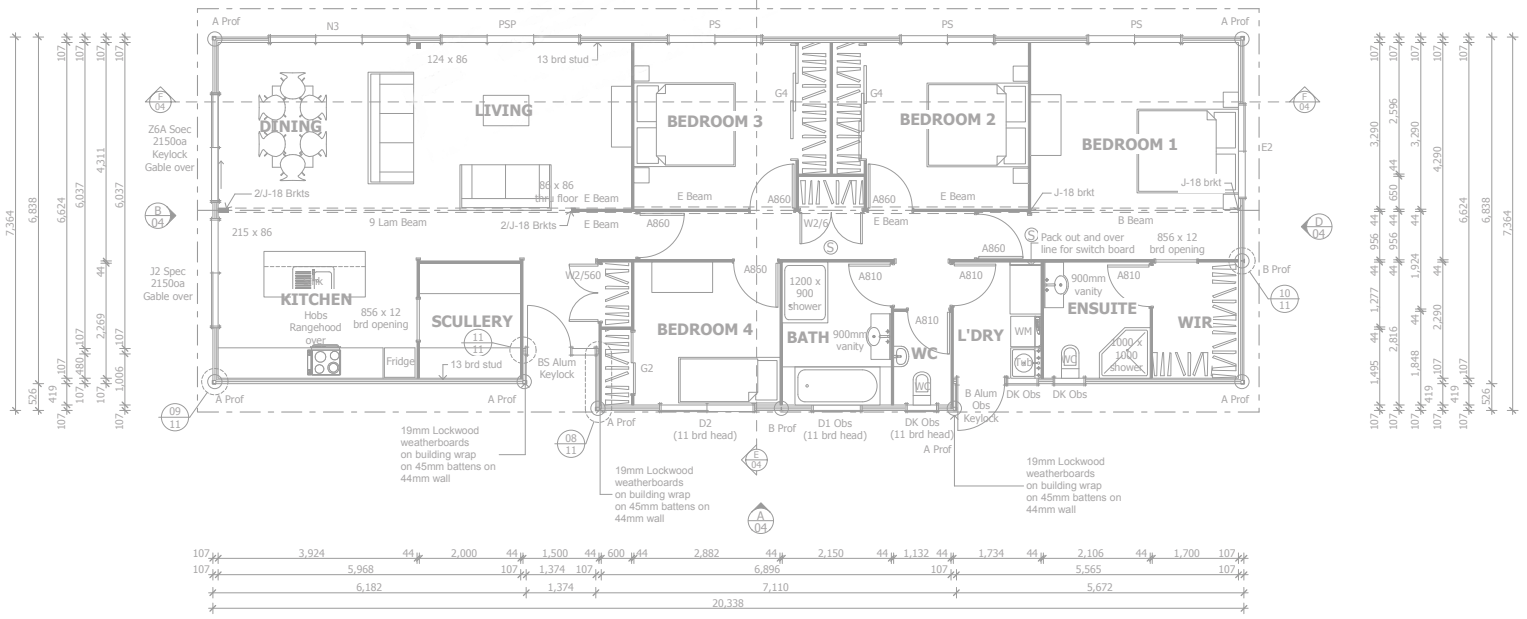 A Prof
N3
PSP
PS
PS
PS
A Prof
124 x 86
13 brd stud
G4
G4
LIVING
DINING
BEDROOM 3
BEDROOM 2
BEDROOM 1
E2
F
04
F
04
Z6A Soec
2150oa
Keylock
Gable over
2/J-18 Brkts
86 x 86
thru floor
E Beam
E Beam
A860
A860
E Beam
J-18 brkt
J-18 brkt
B
04
9 Lam Beam
2/J-18 Brkts
E Beam
A860
W2/6
E Beam
B Beam
D
04
215 x 86
S
A860
S
Pack out and over
line for switch board
856 x 12
brd opening
J2 Spec
2150oa
Gable over
W2/560
A860
A810
A810
A810
B Prof
10
11
KITCHEN
Hobs
Rangehood
over
856 x 12
brd opening
SCULLERY
11
11
BEDROOM 4
1200 x
900
shower
BATH
900mm
vanity
A810
WC
L'DRY
WM
Tub
900mm
vanity
ENSUITE
WIR
WC
1000 x
1000
shower
WC
Fridge
13 brd stud
BS Alum
Keylock
G2
B Alum
Obs
Keylock
DK Obs
DK Obs
A Prof
A Prof
A Prof
A Prof
09
11
08
11
D2
(11 brd head)
B Prof
D1 Obs
(11 brd head)
DK Obs
(11 brd head)
A Prof
E
04
A
04
19mm Lockwood
weatherboards
on building wrap
on 45mm battens on
44mm wall
19mm Lockwood
weatherboards
on building wrap
on 45mm battens on
44mm wall
19mm Lockwood
weatherboards
on building wrap
on 45mm battens on
44mm wall
7,364
6,838
526
107
6,624
107
419
107
107
6,037
107
480
107
107
4,311
44
2,269
107
107
6,037
107
1,006
107
107
3,290
44
956
44
1,277
44
1,495
107
107
2,596
44
650
44
956
44
2,816
107
107
3,290
44
1,924
44
1,848
419
107
107
4,290
44
2,290
107
419
107
107
6,624
107
6,838
526
7,364
107 3,924 44 2,000 44 1,500 44 600 44 2,882 44 2,150 44 1,132 44 1,734 44 2,106 44 1,700 107
107 5,968 107 1,374 107 6,896 107 5,565 107
6,182 1,374 7,110 5,672
20,338